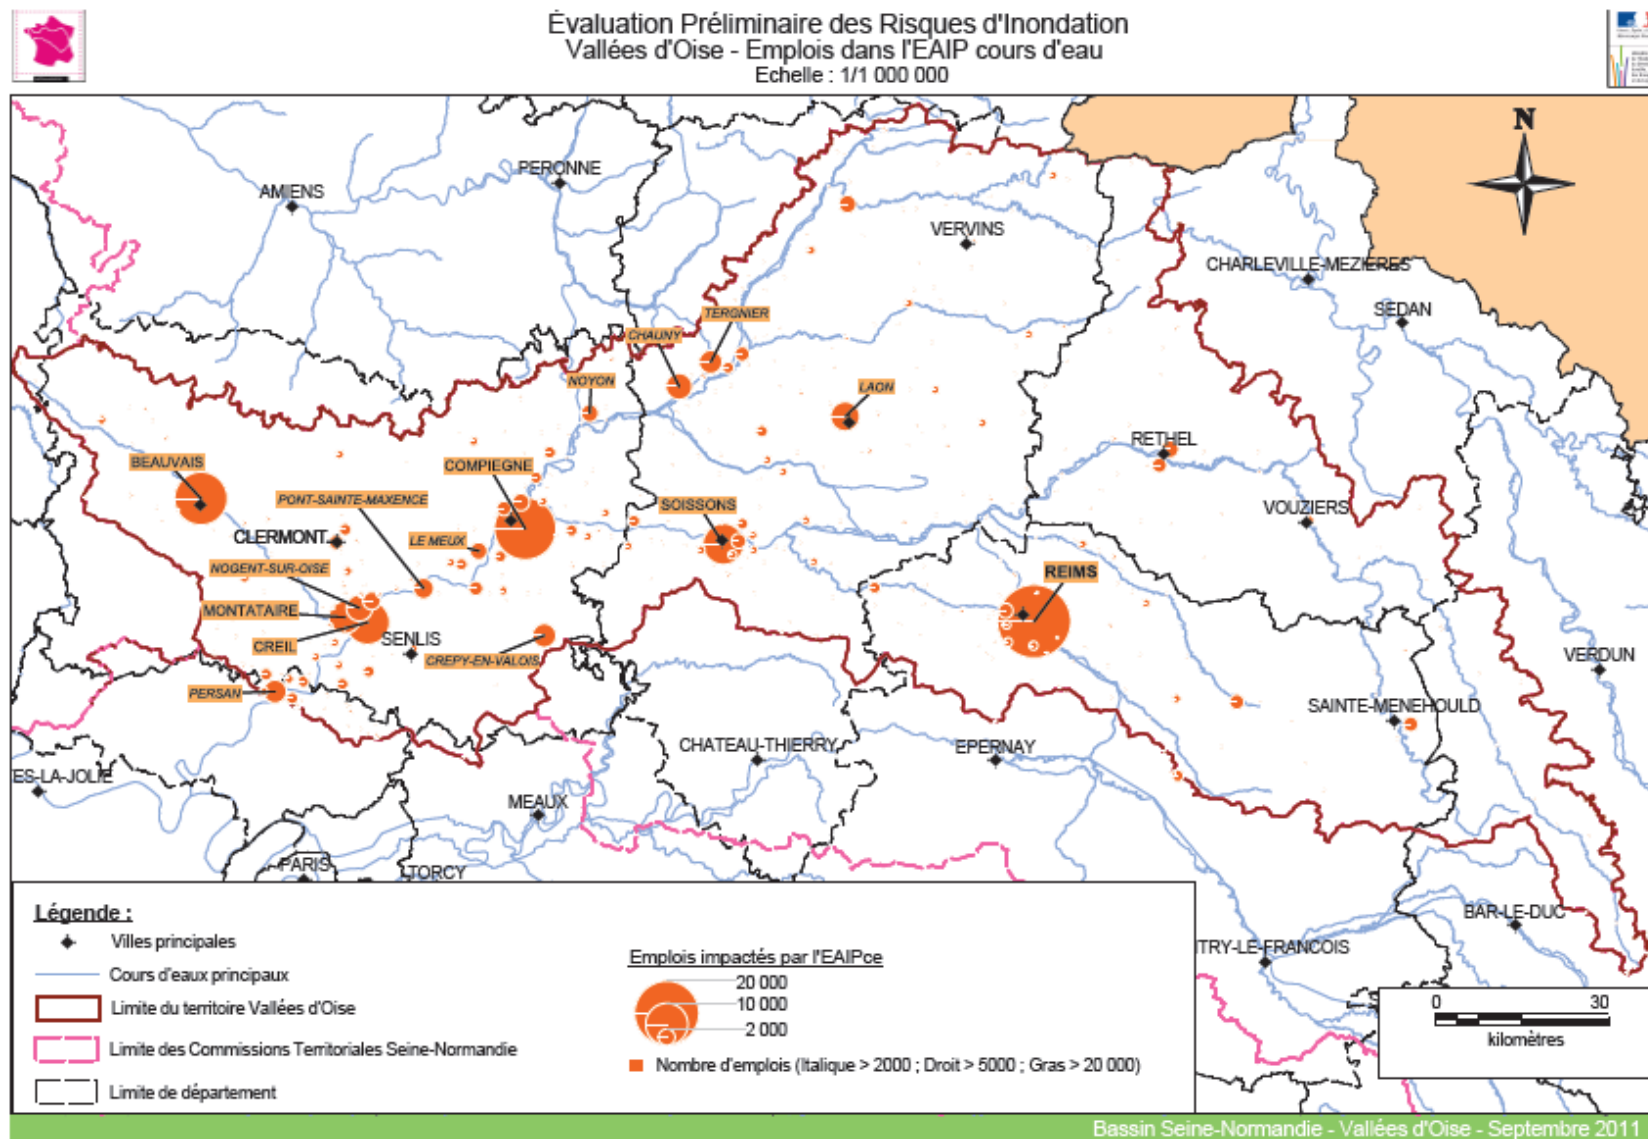 Évaluation Préliminaire des Risques d'Inondation
Vallées d'Oise - Emplois dans l'EAIP cours d'eau
Echelle : 1/1 000 000
N
PERONNE
AMIENS
VERVINS
CHARLEVILLE-MEZIERES
SEDAN
TERGNIER
CHAUNY
NOYON
LAON
RETHEL
BEAUVAIS
COMPIEGNE
PONT-SAINTE-MAXENCE
SOISSONS
VOUZIERS
CLERMONT
LE MEUX
NOGENT-SUR-OISE
REIMS
MONTATAIRE
CREIL
SENLIS
CREPY-EN-VALOIS
VERDUN
PERSAN
SAINTE-MENEHOULD
CHATEAU-THIERRY
EPERNAY
TES-LA-JOLIE
MEAUX
PARIS
TORCY
BAR-LE-DUC
ITRY-LE-FRANCOIS
Légende :
Villes principales
Cours d'eaux principaux
Limite du territoire Vallées d'Oise
Limite des Commissions Territoriales Seine-Normandie
Limite de département
Emplois impactés par l'EAIPce
20 000
10 000
2 000
Nombre d'emplois (Italique > 2000 ; Droit > 5000 ; Gras > 20 000)
0 30
kilomètres
Bassin Seine-Normandie - Vallées d'Oise - Septembre 2011